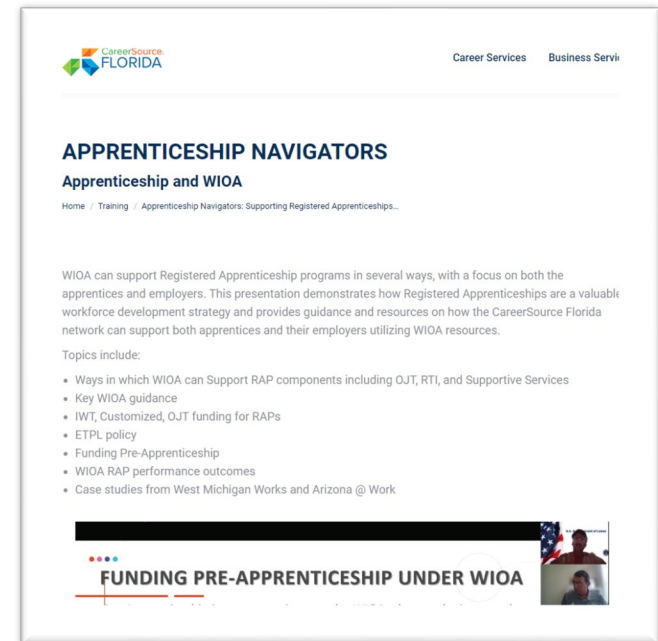 CareerSource.
FLORIDA
Career Services Business Servi
APPRENTICESHIP NAVIGATORS
Apprenticeship and WIOA
Home / Training / Apprenticeship Navigators: Supporting Registered Apprenticeships...
WIOA can support Registered Apprenticeship programs in several ways, with a focus on both the
apprentices and employers. This presentation demonstrates how Registered Apprenticeships are a valuable
workforce development strategy and provides guidance and resources on how the CareerSource Florida
network can support both apprentices and their employers utilizing WIOA resources.
Topics include:
• Ways in which WIOA can Support RAP components including OJT, RTI, and Supportive Services
• Key WIOA guidance
• IWT, Customized, OJT funding for RAPs
• ETPL policy
• Funding Pre-Apprenticeship
• WIOA RAP performance outcomes
• Case studies from West Michigan Works and Arizona @ Work
FUNDING PRE-APPRENTICESHIP UNDER WIOA